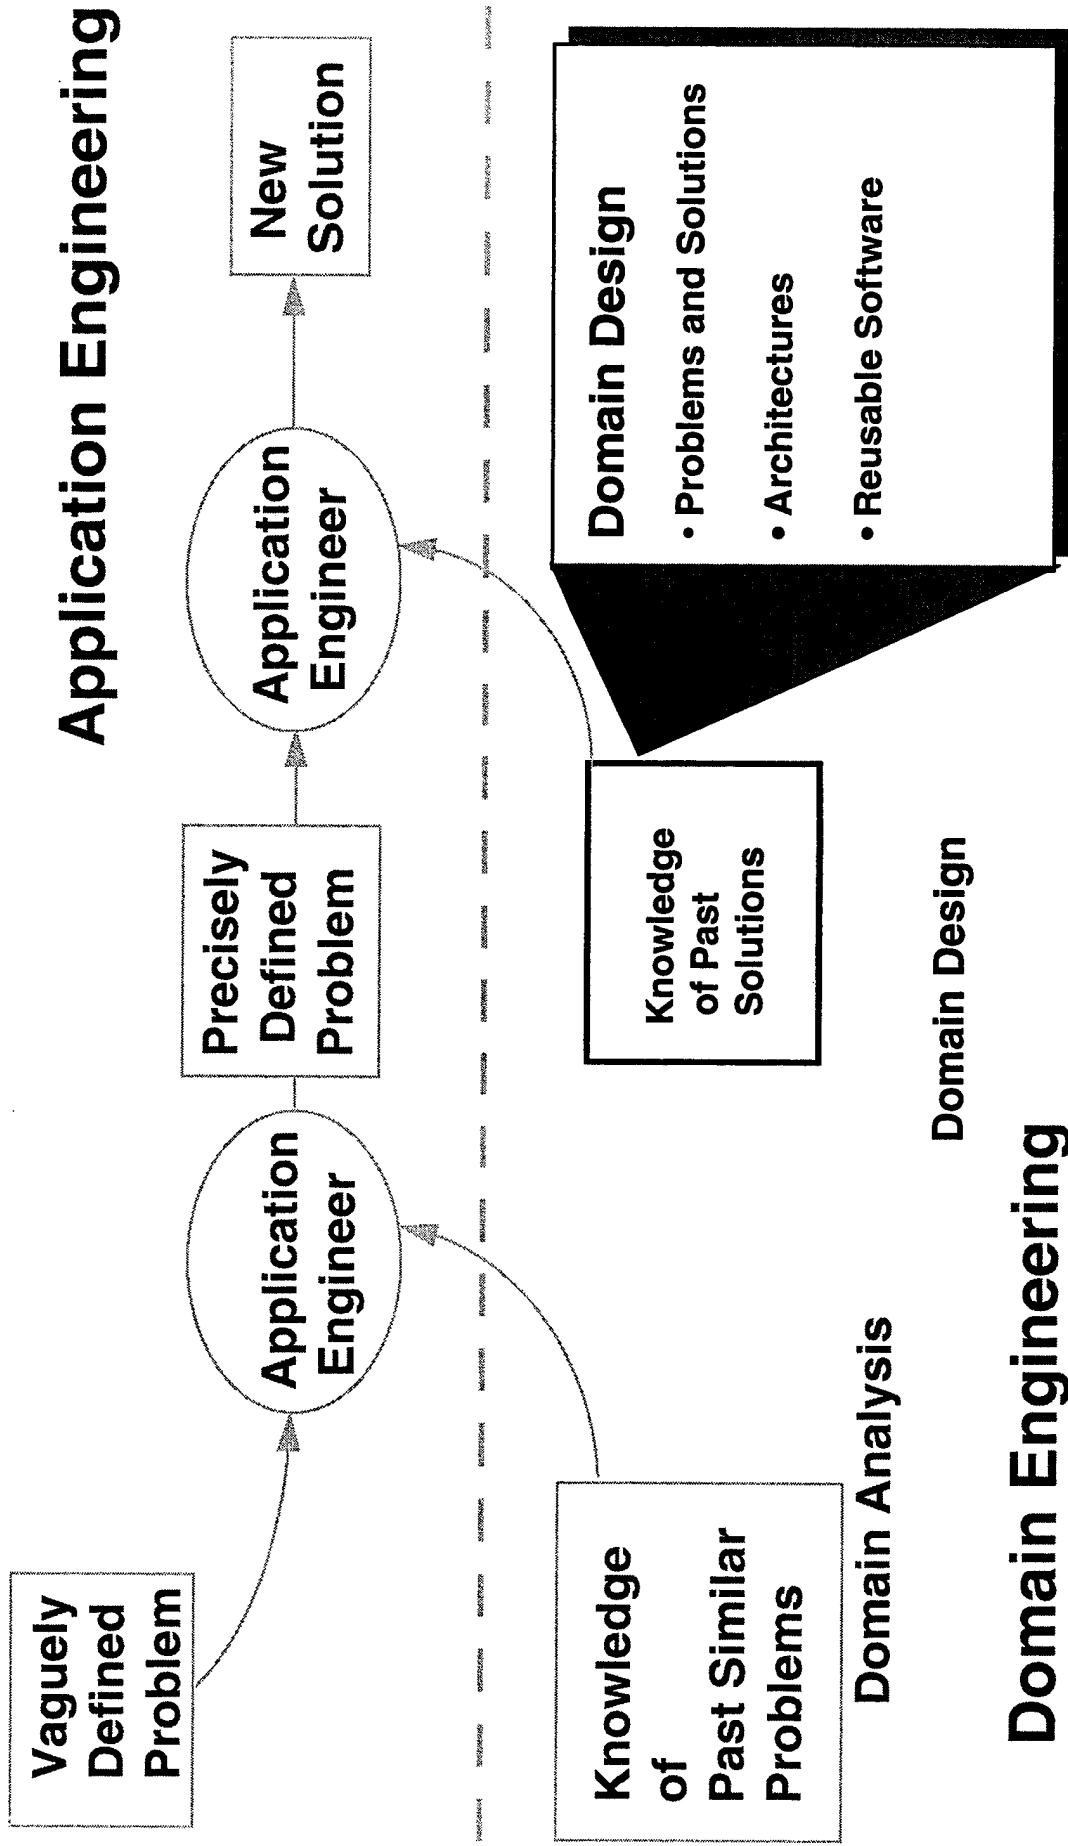 Application Engineering
Vaguely
Defined
Problem
Application
Engineer
Precisely
Defined
Problem
Application
Engineer
New
Solution
Knowledge
of
Past Similar
Problems
Domain Analysis
Knowledge
of Past
Solutions
Domain Design
Domain Design
• Problems and Solutions
• Architectures
• Reusable Software
Domain Engineering